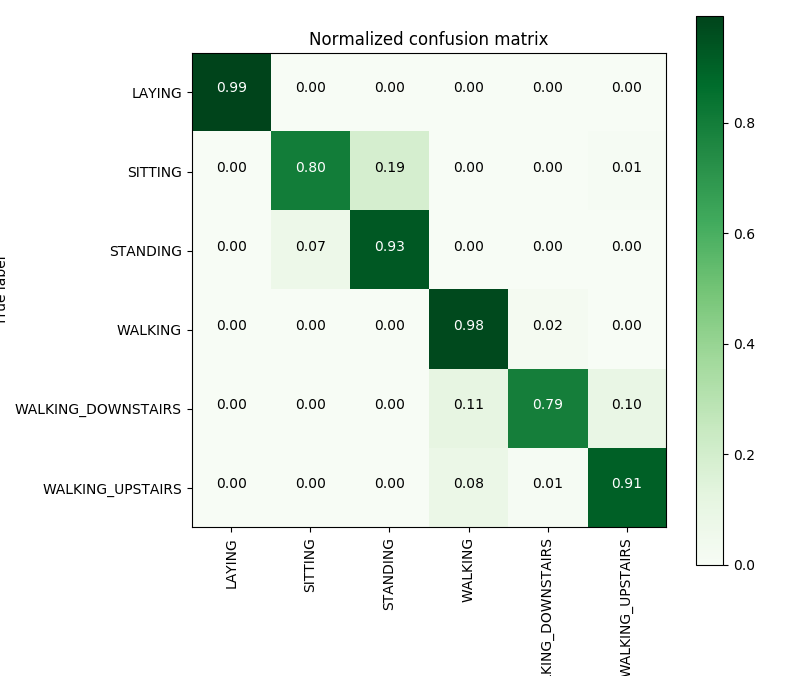 Normalized confusion matrix
LAYING 0.99 0.00 0.00 0.00 0.00 0.00
SITTING 0.00 0.80 0.19 0.00 0.00 0.01
STANDING 0.00 0.07 0.93 0.00 0.00 0.00
WALKING 0.00 0.00 0.00 0.98 0.02 0.00
WALKING_DOWNSTAIRS 0.00 0.00 0.00 0.11 0.79 0.10
WALKING_UPSTAIRS 0.00 0.00 0.00 0.08 0.01 0.91
True label
LAYING
SITTING
STANDING
WALKING
KING_DOWNSTAIRS
WALKING_UPSTAIRS
0.8
0.6
0.4
0.2
0.0